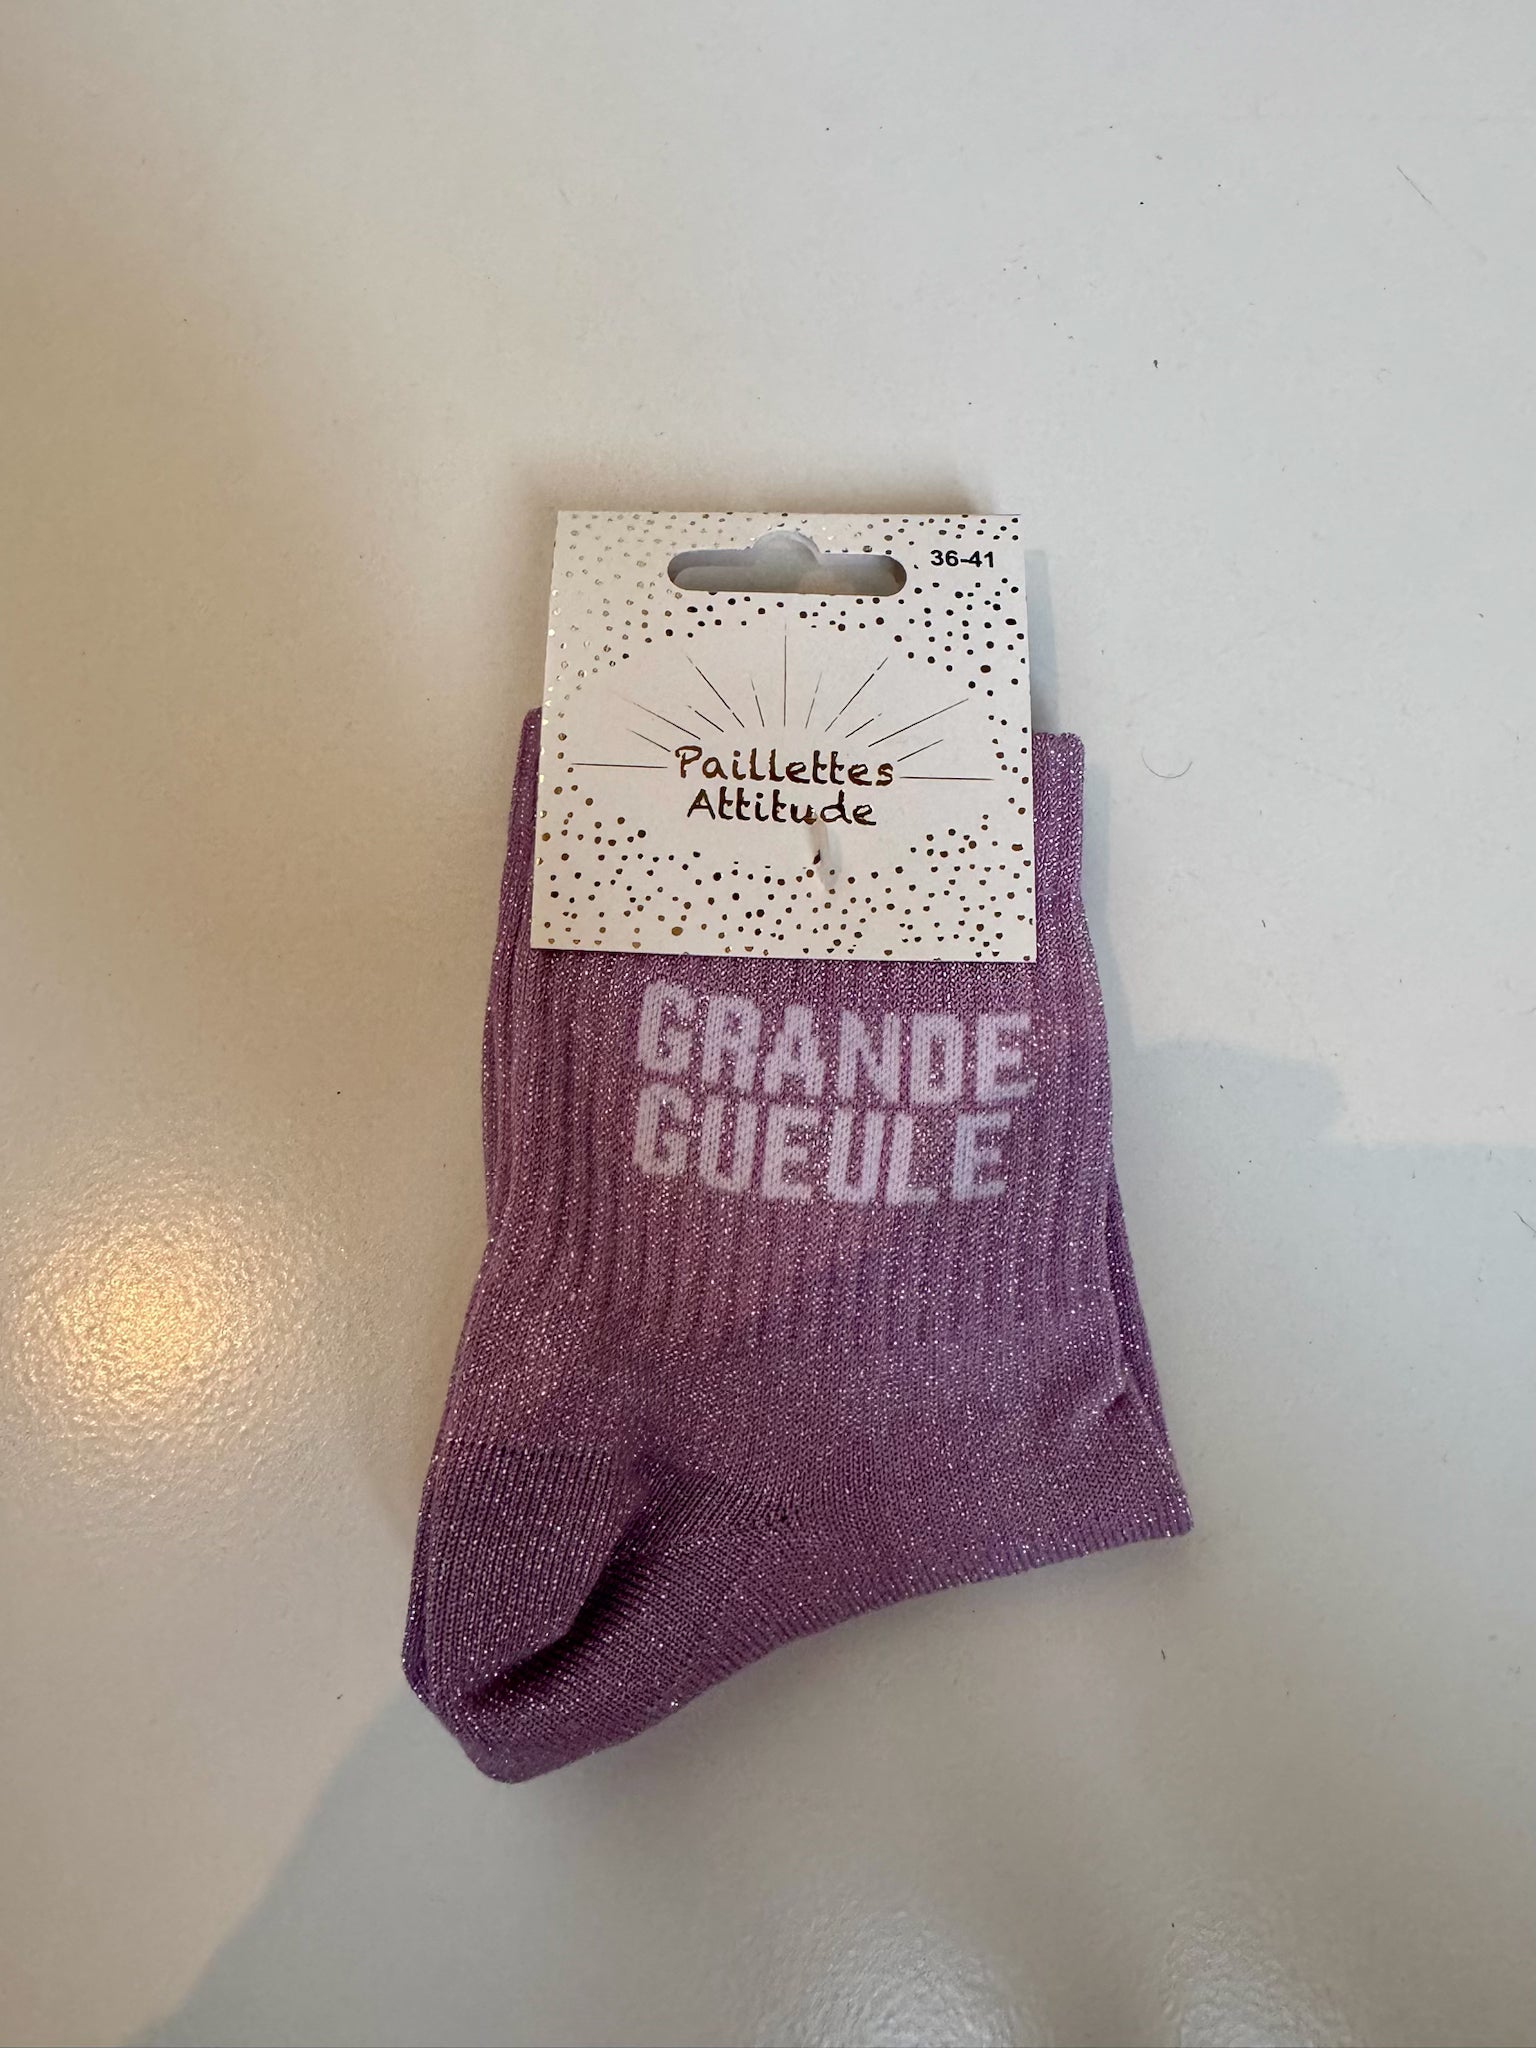 36-41
Paillettes
Attitude
GRANDE
GUEULE